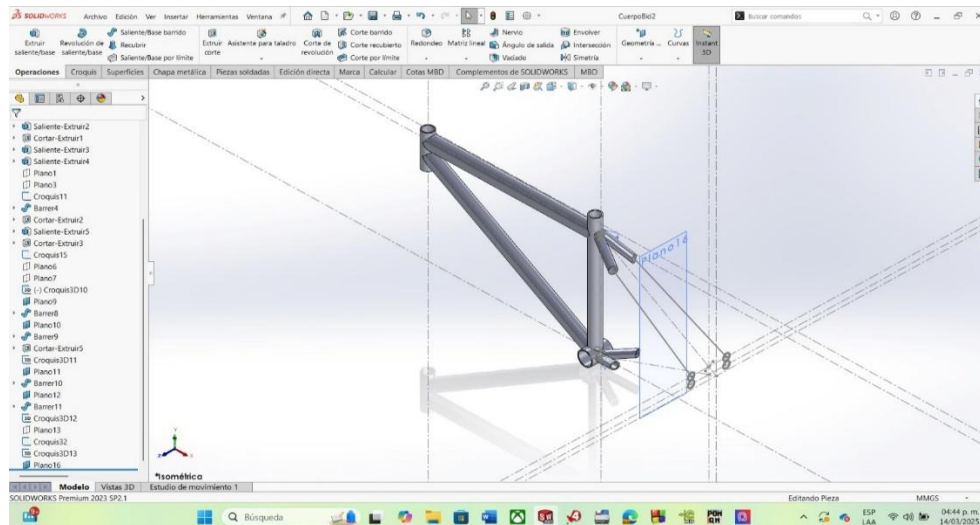 SOLIDWORKS Archivo Edición Ver Insertar Herramientas Ventana CuerpoBici2 Buscar comandos
Extruir saliente/base
Revolución de saliente/base
Saliente/Base barrido
Recubrir
Saliente/Base por límite
Extruir corte
Asistente para taladro
Corte de revolución
Corte barrido
Corte recubierto
Corte por límite
Redondeo
Matriz lineal
Nervio
Ángulo de salida
Vaciado
Envolver
Intersección
Simetría
Geometría ...
Curvas
Instant 3D
Operaciones Croquis Superficies Chapa metálica Piezas soldadas Edición directa Marca Calcular Cotas MBD Complementos de SOLIDWORKS MBD
Saliente-Extruir2
Cortar-Extruir1
Saliente-Extruir3
Saliente-Extruir4
Plano1
Plano3
Croquis11
Barrer4
Cortar-Extruir2
Saliente-Extruir5
Cortar-Extruir3
Croquis15
Plano6
Plano7
(-) Croquis3D10
Plano9
Barrer8
Plano10
Barrer9
Cortar-Extruir5
Croquis3D11
Plano11
Barrer10
Plano12
Barrer11
Croquis3D12
Plano13
Croquis32
Croquis3D13
Plano16
Plano16
*Isométrica
Modelo Vistas 3D Estudio de movimiento 1
SOLIDWORKS Premium 2023 SP2.1 Editando Pieza MMGS
Búsqueda
ESP
LAA
04:44 p. m.